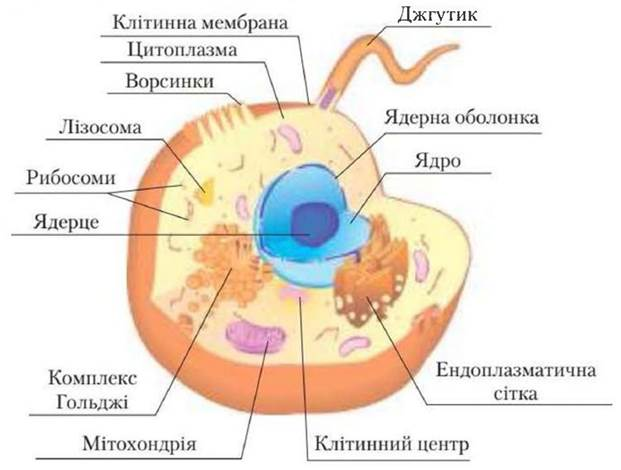 Клітинна мембрана
Джгутик
Цитоплазма
Ворсинки
Лізосома
Ядерна оболонка
Ядро
Рибосоми
Ядерце
Комплекс
Гольджі
Ендоплазматична
сітка
Мітохондрія
Клітинний центр